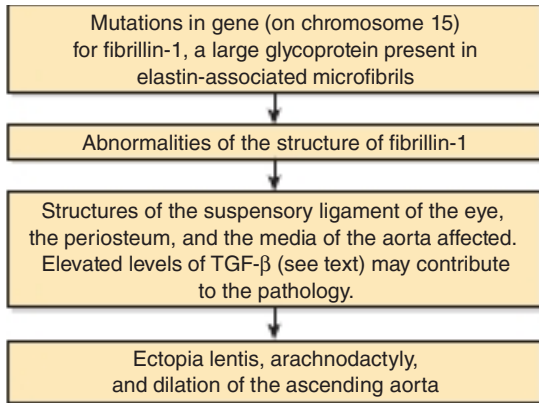 Mutations in gene (on chromosome 15)
for fibrillin-1, a large glycoprotein present in
elastin-associated microfibrils
Abnormalities of the structure of fibrillin-1
Structures of the suspensory ligament of the eye,
the periosteum, and the media of the aorta affected.
Elevated levels of TGF-β (see text) may contribute
to the pathology.
Ectopia lentis, arachnodactyly,
and dilation of the ascending aorta